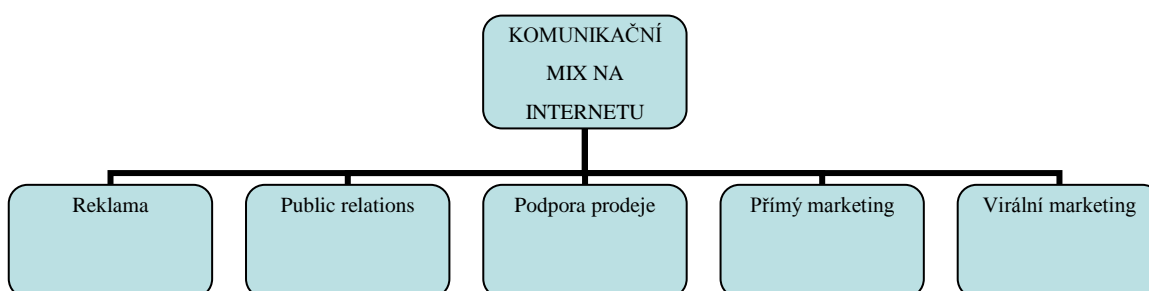 KOMUNIKAČNÍ
MIX NA
INTERNETU
Reklama
Public relations
Podpora prodeje
Přímý marketing
Virální marketing